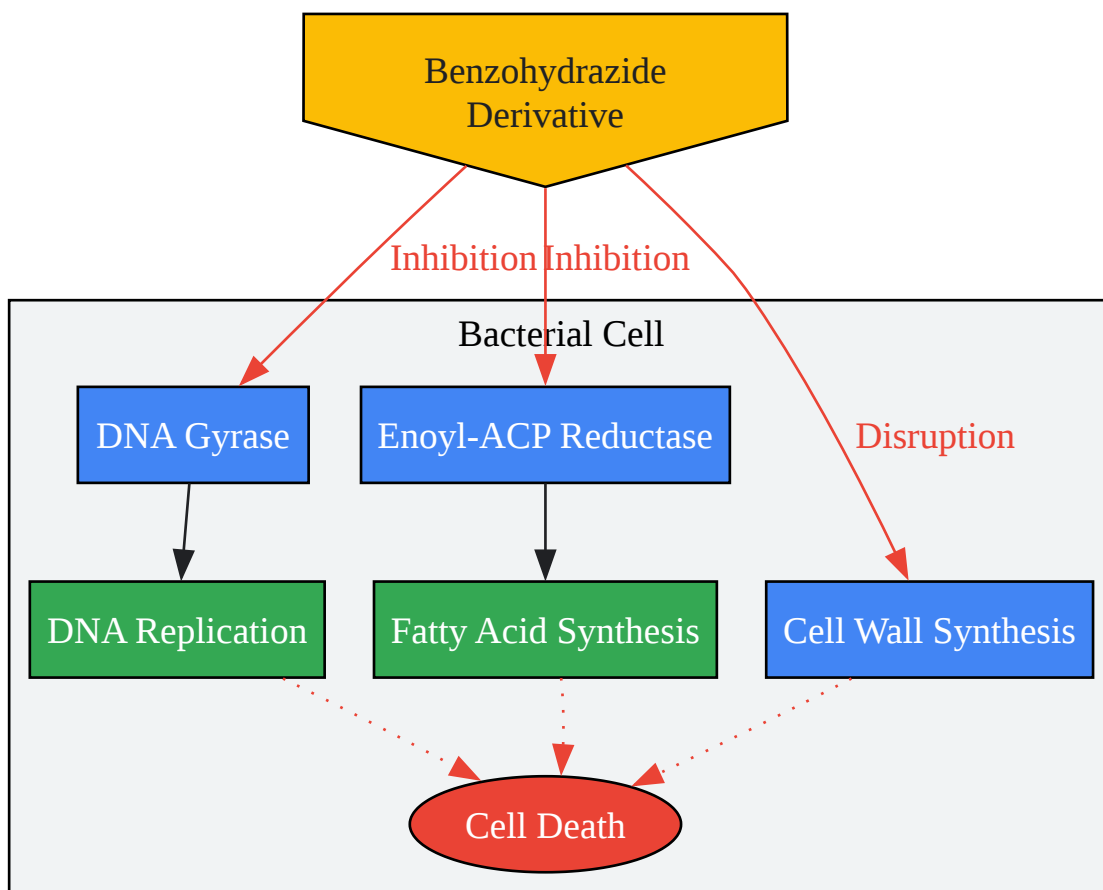 Benzohydrazide
Derivative
Inhibition
Inhibition
Bacterial Cell
DNA Gyrase
Enoyl-ACP Reductase
Disruption
DNA Replication
Fatty Acid Synthesis
Cell Wall Synthesis
Cell Death